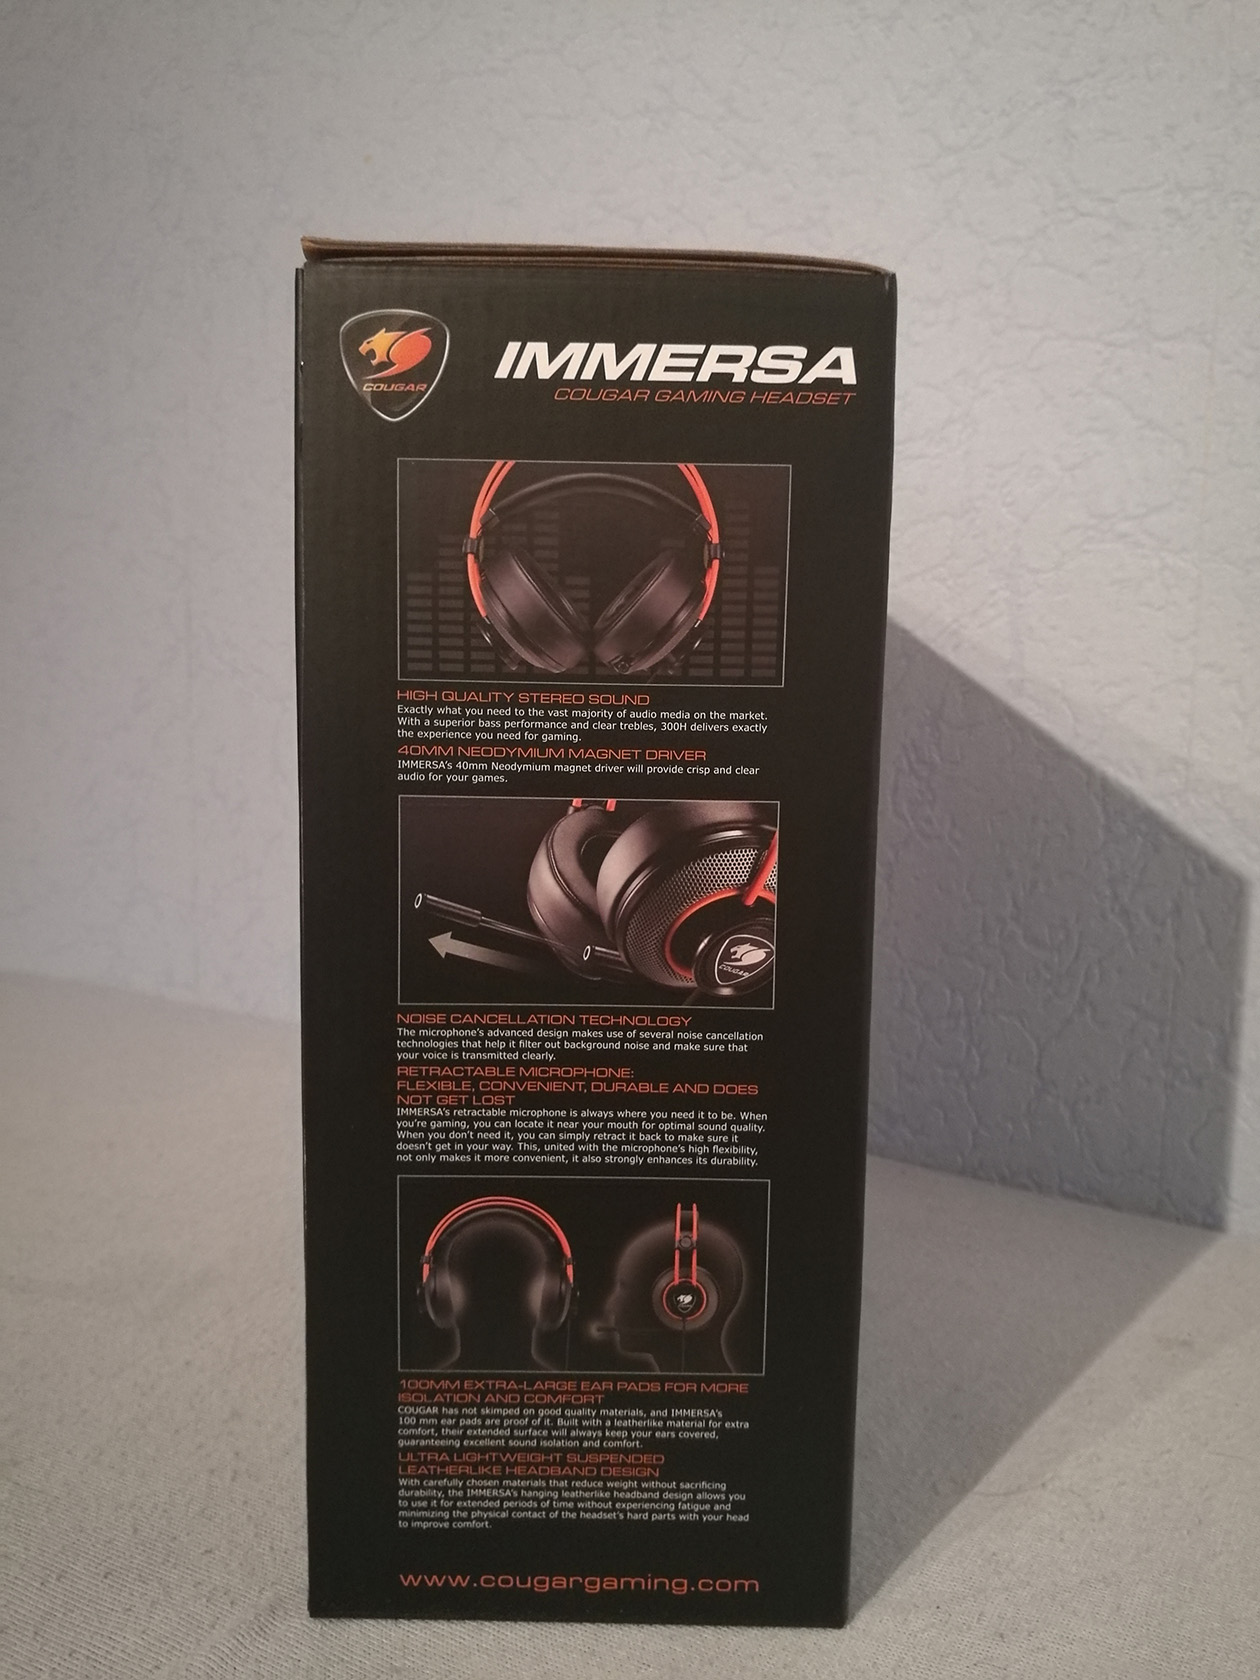 COUGAR
IMMERSA
COUGAR GAMING HEADSET
HIGH QUALITY STEREO SOUND
Exactly what you need to the vast majority of audio media on the market.
With a superior bass performance and clear trebles, 300H delivers exactly
the experience you need for gaming.
40MM NEODYMIUM MAGNET DRIVER
IMMERSA's 40mm Neodymium magnet driver will provide crisp and clear
audio for your games.
COUGAR
NOISE CANCELLATION TECHNOLOGY
The microphone's advanced design makes use of several noise cancellation
technologies that help it filter out background noise and make sure that
your voice is transmitted clearly.
RETRACTABLE MICROPHONE:
FLEXIBLE, CONVENIENT, DURABLE AND DOES
NOT GET LOST
IMMERSA's retractable microphone is always where you need it to be. When
you're gaming, you can locate it near your mouth for optimal sound quality.
When you don't need it, you can simply retract it back to make sure it
doesn't get in your way. This, united with the microphone's high flexibility,
not only makes it more convenient, it also strongly enhances its durability.
100MM EXTRA-LARGE EAR PADS FOR MORE
ISOLATION AND COMFORT
COUGAR has not skimped on good quality materials, and IMMERSA's
100 mm ear pads are proof of it. Built with a leatherlike material for extra
comfort, their extended surface will always keep your ears covered,
guaranteeing excellent sound isolation and comfort.
ULTRA LIGHTWEIGHT SUSPENDED
LEATHERLIKE HEADBAND DESIGN
With carefully chosen materials that reduce weight without sacrificing
durability, the IMMERSA's hanging leatherlike headband design allows you
to use it for extended periods of time without experiencing fatigue and
minimizing the physical contact of the headset's hard parts with your head
to improve comfort.
www.cougargaming.com